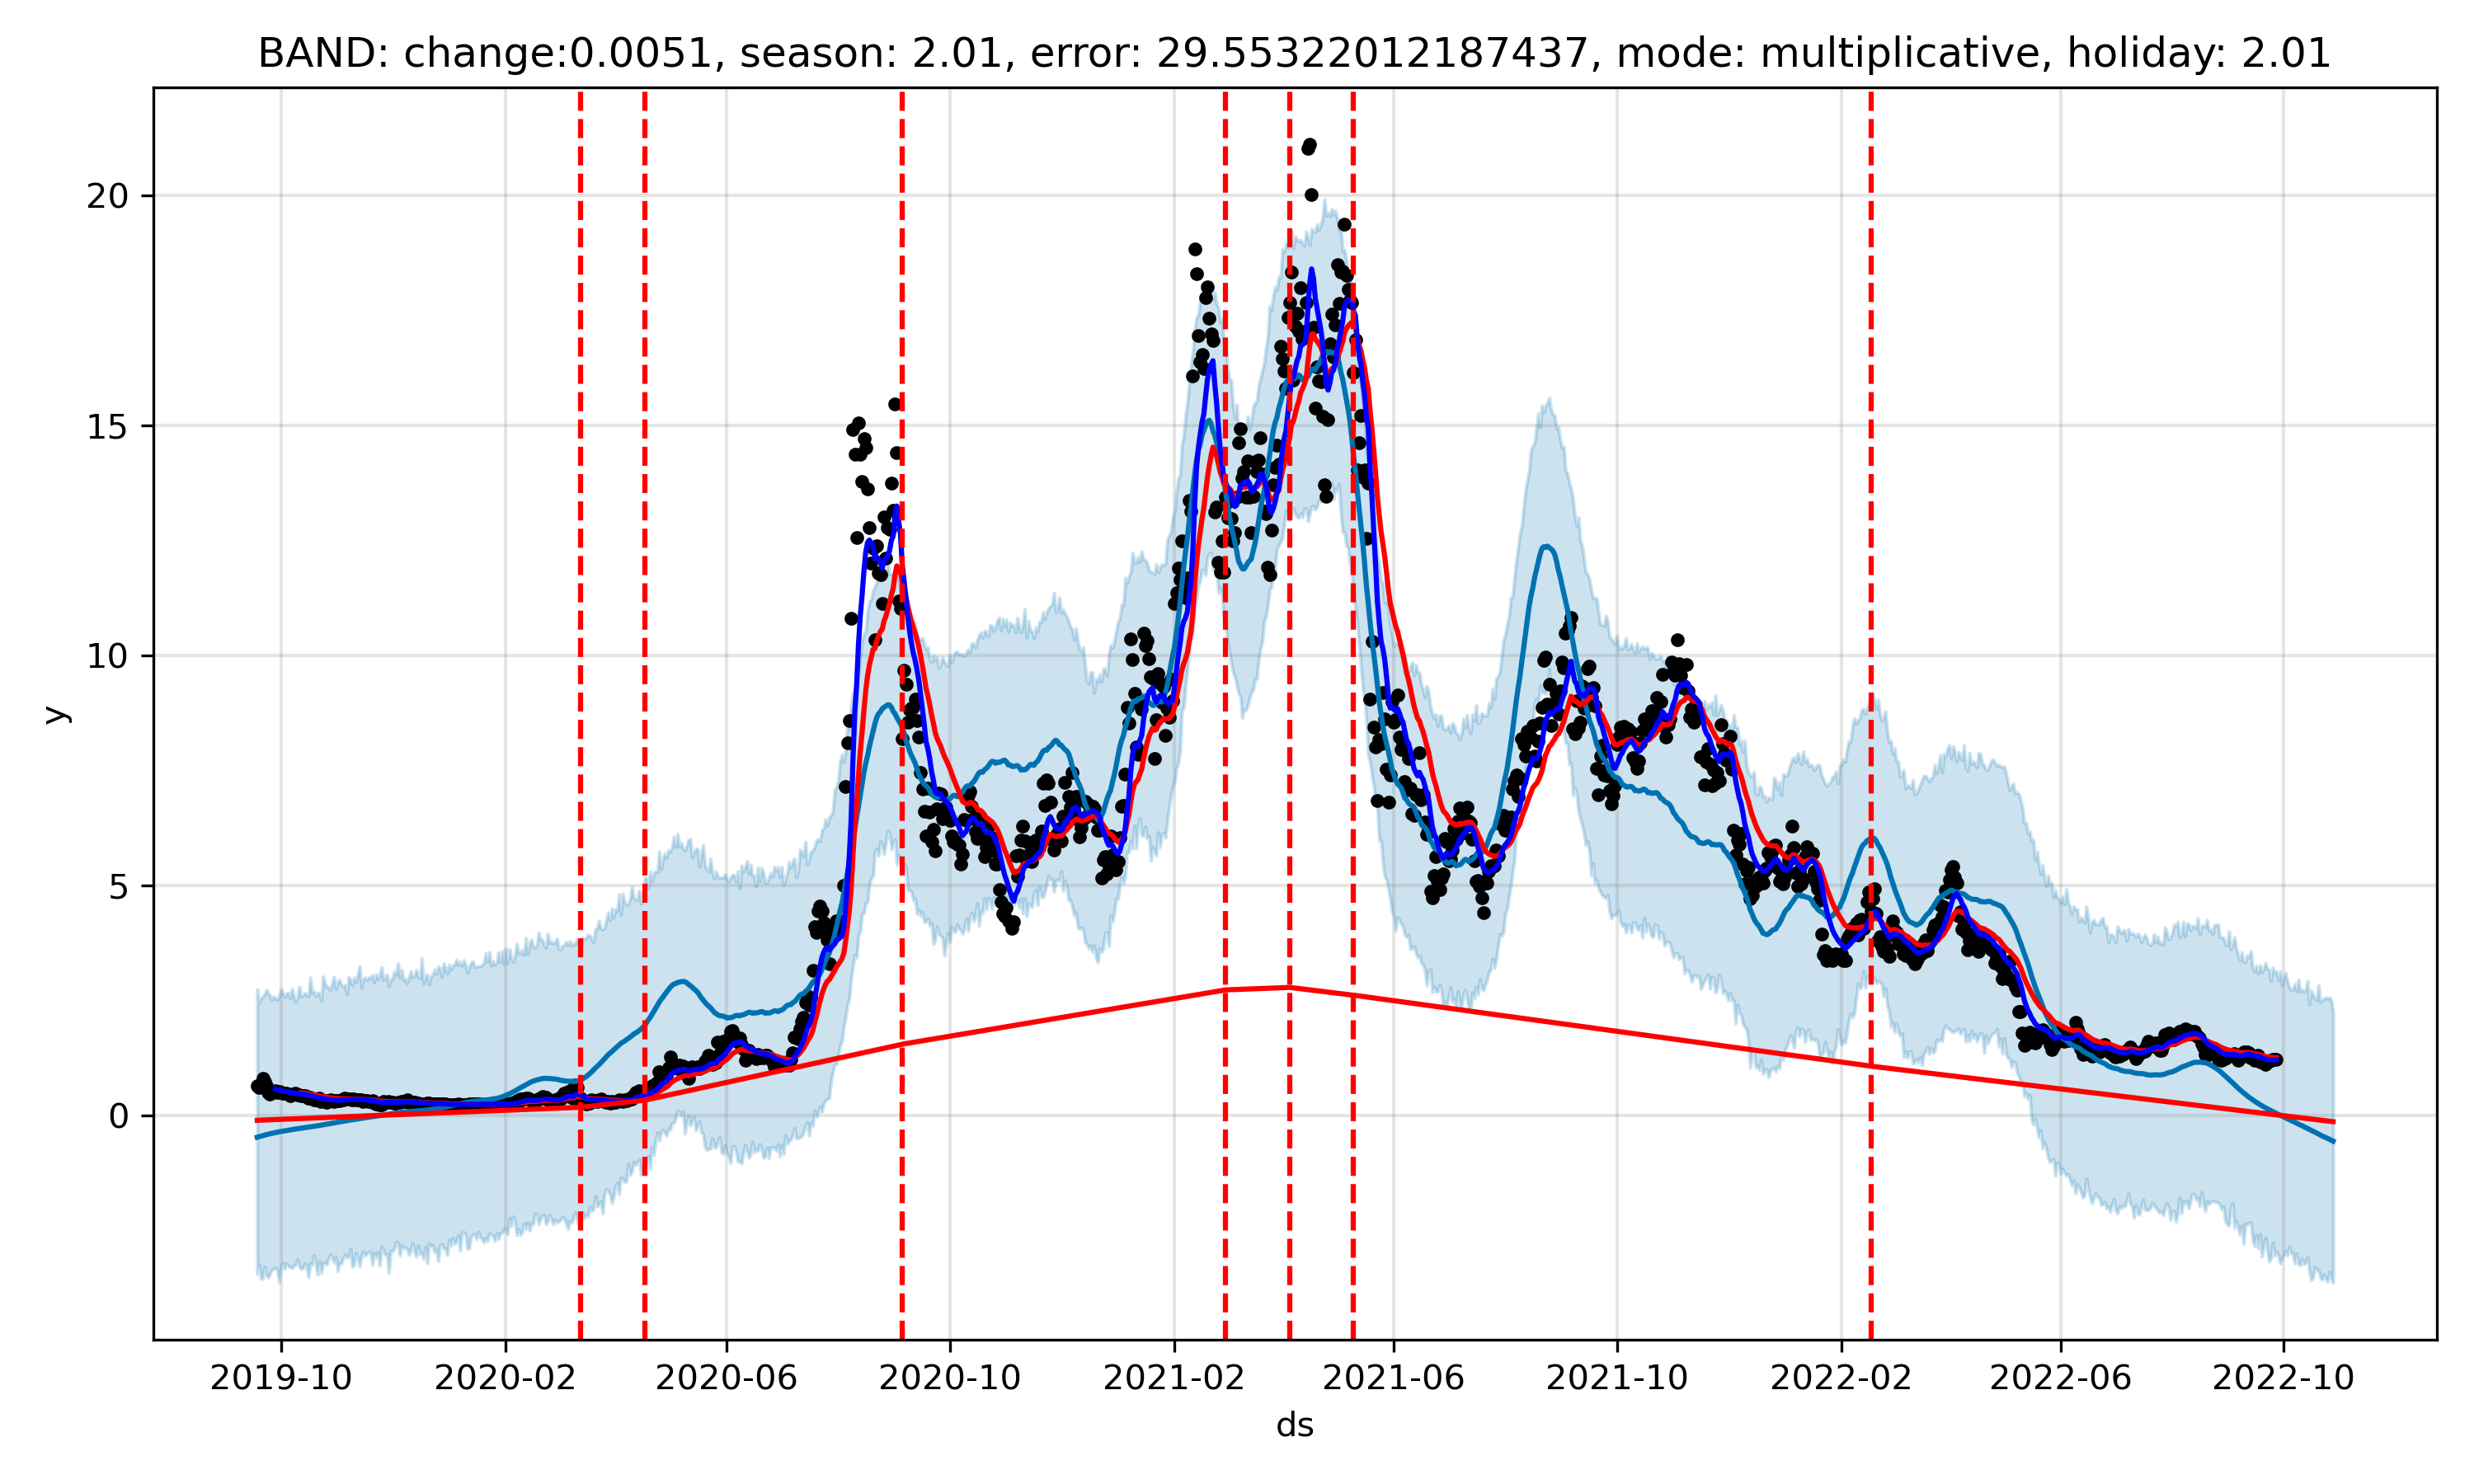 BAND: change:0.0051, season: 2.01, error: 29.55322012187437, mode: multiplicative, holiday: 2.01
20
15
10
5
0
y
2019-10 2020-02 2020-06 2020-10 2021-02 2021-06 2021-10 2022-02 2022-06 2022-10
ds